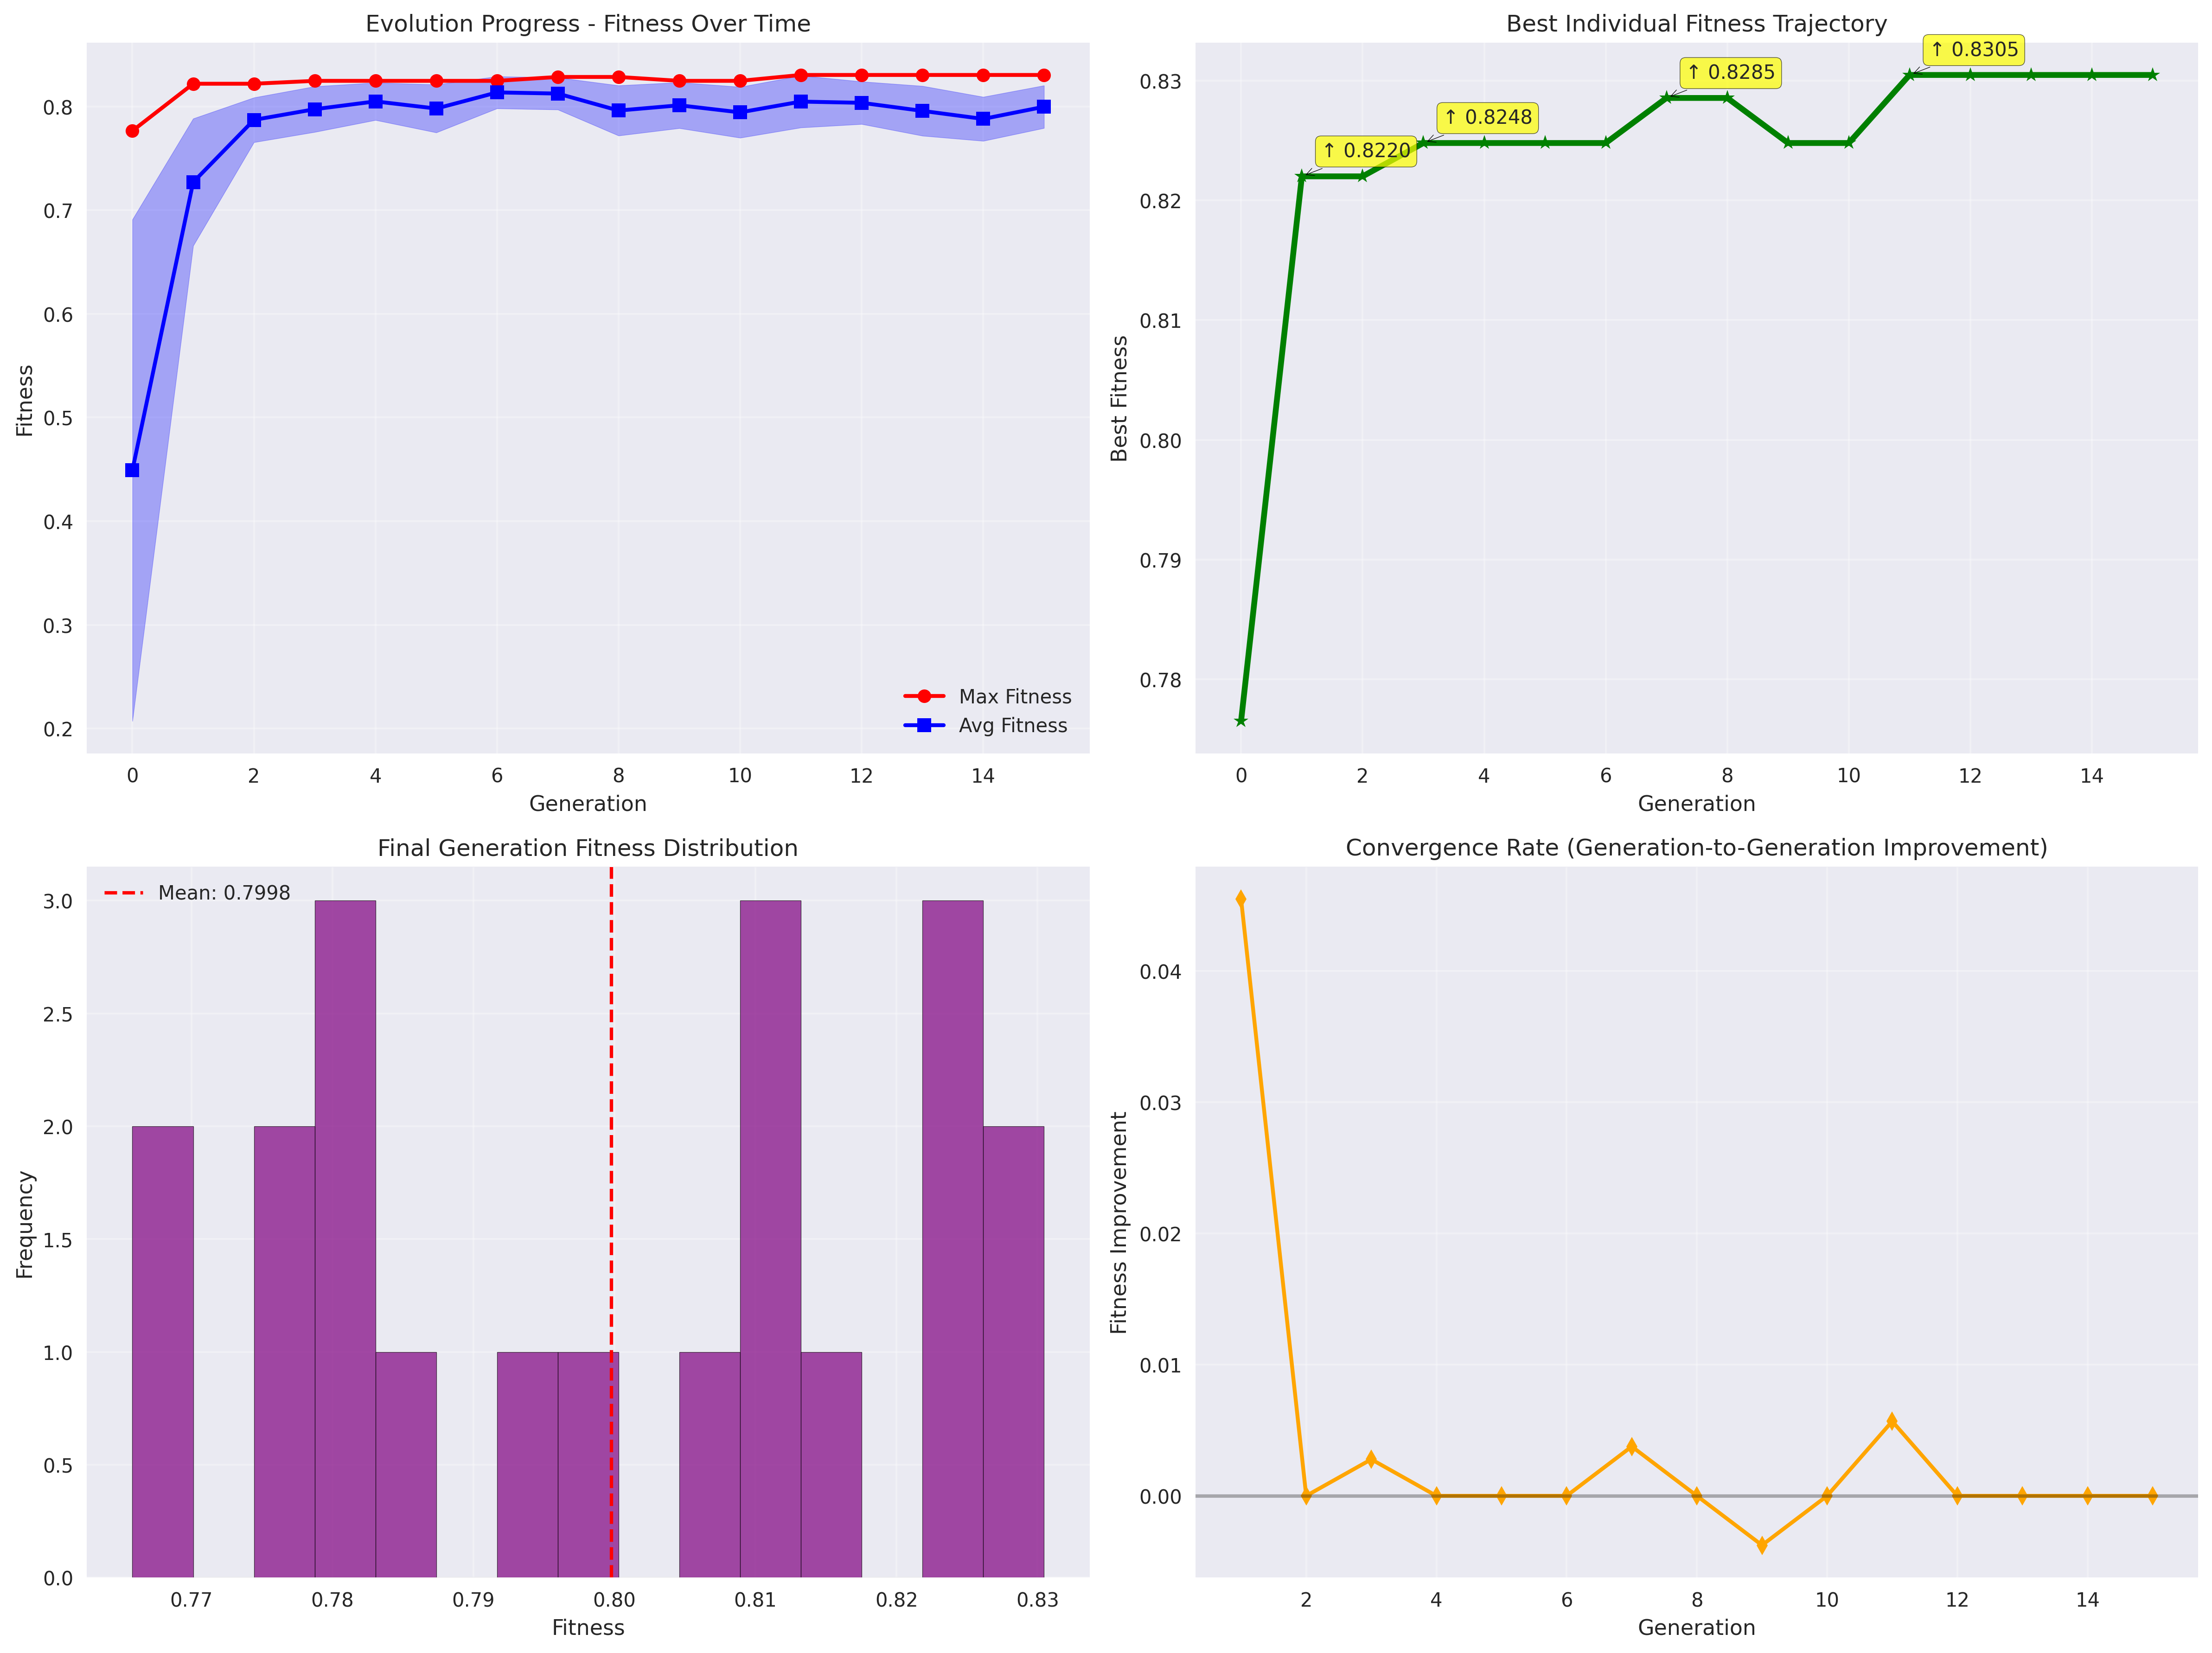 Evolution Progress - Fitness Over Time
Fitness
0.8
0.7
0.6
0.5
0.4
0.3
0.2
Max Fitness
Avg Fitness
0 2 4 6 8 10 12 14
Generation
Best Individual Fitness Trajectory
Best Fitness
0.83
0.82
0.81
0.80
0.79
0.78
↑ 0.8220
↑ 0.8248
↑ 0.8285
↑ 0.8305
0 2 4 6 8 10 12 14
Generation
Final Generation Fitness Distribution
Mean: 0.7998
Frequency
3.0
2.5
2.0
1.5
1.0
0.5
0.0
0.77 0.78 0.79 0.80 0.81 0.82 0.83
Fitness
Convergence Rate (Generation-to-Generation Improvement)
Fitness Improvement
0.04
0.03
0.02
0.01
0.00
2 4 6 8 10 12 14
Generation